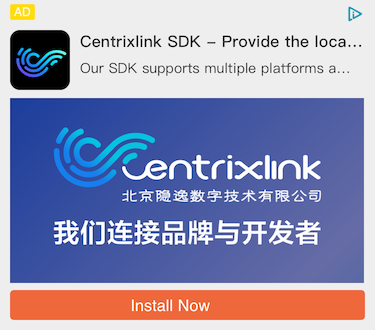 AD
Centrixlink SDK – Provide the loca...
Our SDK supports multiple platforms a...
Centrixlink
北京隐逸数字技术有限公司
我们连接品牌与开发者
Install Now